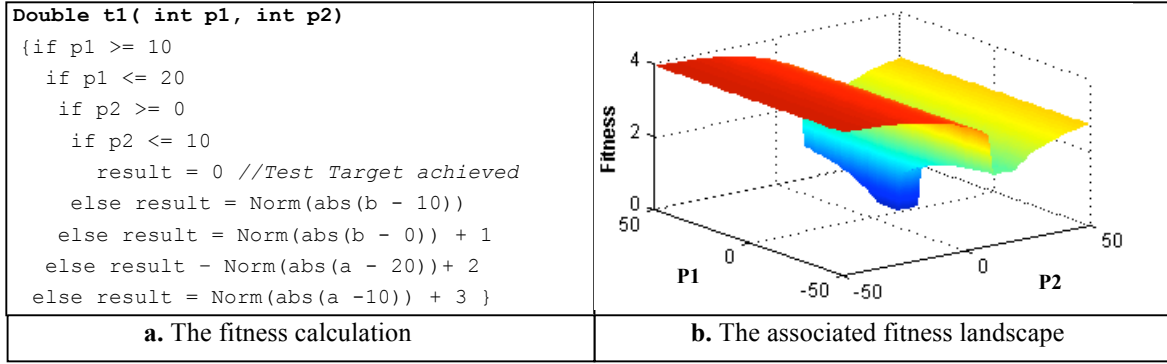 Double t1( int p1, int p2)
{if p1 >= 10
if p1 <= 20
if p2 >= 0
if p2 <= 10
result = 0 //Test Target achieved
else result = Norm(abs(b - 10))
else result = Norm(abs(b - 0)) + 1
else result – Norm(abs(a - 20))+ 2
else result = Norm(abs(a -10)) + 3 }
4
2
0
Fitness
50
0
-50
P1
-50
0
50
P2
a. The fitness calculation
b. The associated fitness landscape